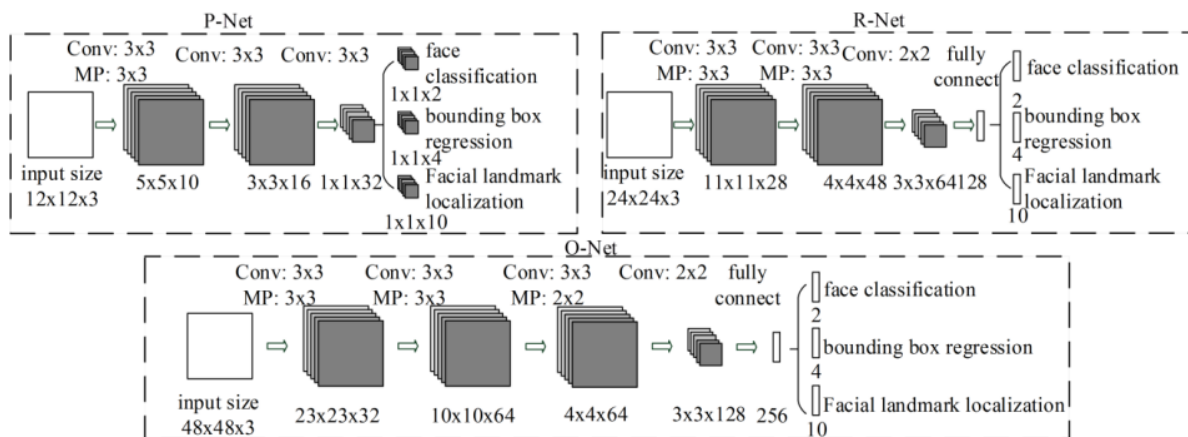 P-Net
Conv: 3x3
MP: 3x3
Conv: 3x3
Conv: 3x3
face
classification
1x1x2
bounding box
regression
1x1x4
Facial landmark
localization
1x1x10
input size
12x12x3
5x5x10
3x3x16
1x1x32
R-Net
Conv: 3x3
MP: 3x3
Conv: 3x3
MP: 3x3
Conv: 2x2
fully
connect
face classification
2
bounding box
regression
4
Facial landmark
localization
10
input size
24x24x3
11x11x28
4x4x48
3x3x64
128
O-Net
Conv: 3x3
MP: 3x3
Conv: 3x3
MP: 3x3
Conv: 3x3
MP: 2x2
Conv: 2x2
fully
connect
face classification
2
bounding box regression
4
Facial landmark localization
10
input size
48x48x3
23x23x32
10x10x64
4x4x64
3x3x128
256